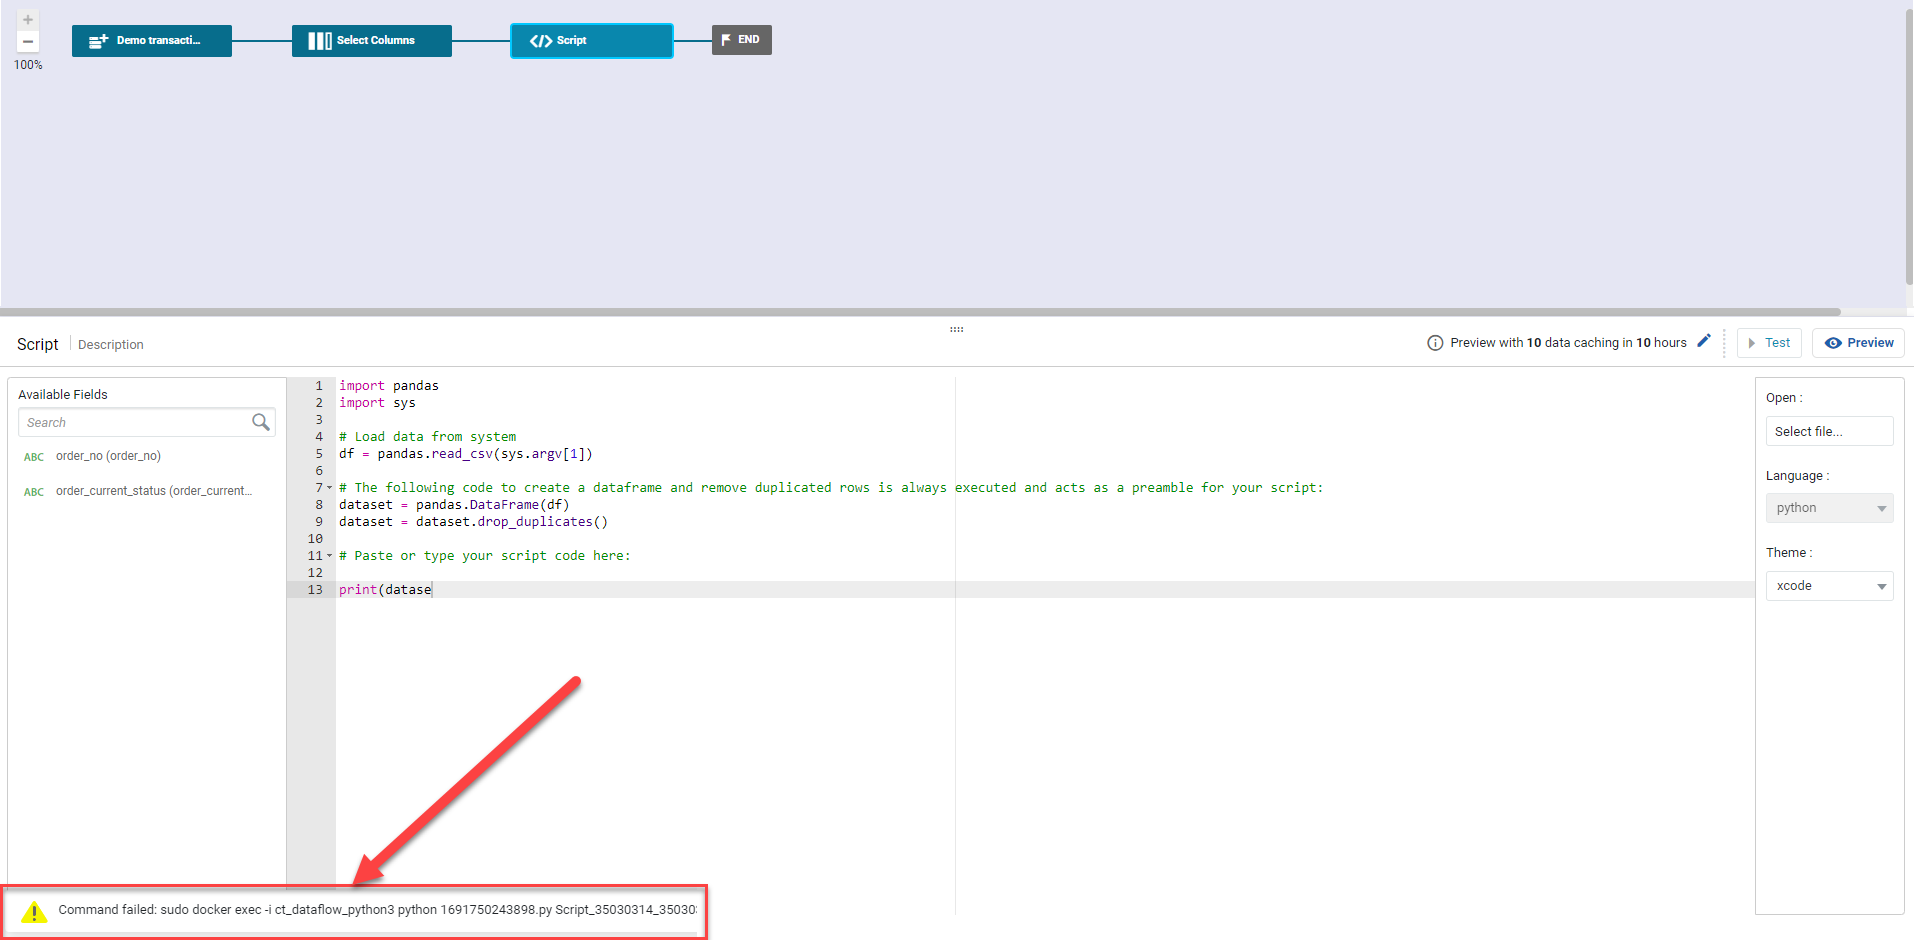 +
−
100%
Demo transacti...
Select Columns
</> Script
END
Script
Description
Preview with 10 data caching in 10 hours
Test
Preview
Available Fields
Search
ABC order_no (order_no)
ABC order_current_status (order_current...
1 import pandas
2 import sys
3
4 # Load data from system
5 df = pandas.read_csv(sys.argv[1])
6
7 # The following code to create a dataframe and remove duplicated rows is always executed and acts as a preamble for your script:
8 dataset = pandas.DataFrame(df)
9 dataset = dataset.drop_duplicates()
10
11 # Paste or type your script code here:
12
13 print(datase
Open :
Select file...
Language :
python
Theme :
xcode
Command failed: sudo docker exec -i ct_dataflow_python3 python 1691750243898.py Script_35030314_35030